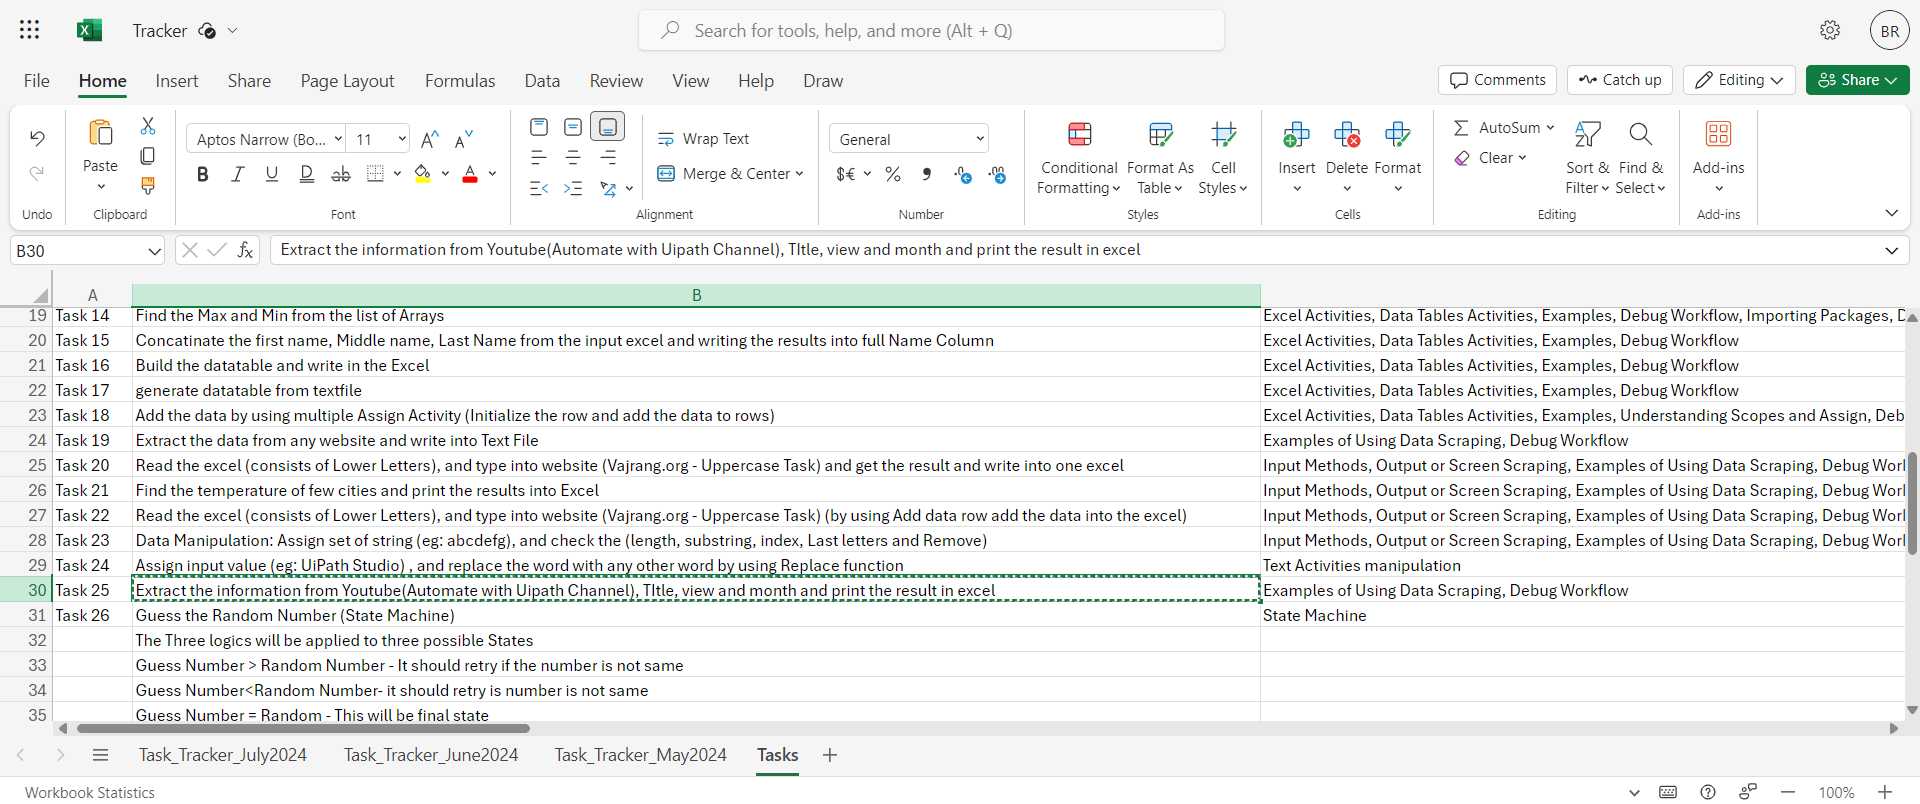 Tracker
Search for tools, help, and more (Alt + Q)
BR
File Home Insert Share Page Layout Formulas Data Review View Help Draw
Comments Catch up Editing Share
Paste
Aptos Narrow (Bo... 11
Wrap Text
Merge & Center
General
Conditional Formatting
Format As Table
Cell Styles
Insert Delete Format
AutoSum
Clear
Sort & Filter
Find & Select
Add-ins
Undo Clipboard Font Alignment Number Styles Cells Editing Add-ins
B30 fx Extract the information from Youtube(Automate with Uipath Channel), TItle, view and month and print the result in excel
A B
19 Task 14 Find the Max and Min from the list of Arrays Excel Activities, Data Tables Activities, Examples, Debug Workflow, Importing Packages, D
20 Task 15 Concatinate the first name, Middle name, Last Name from the input excel and writing the results into full Name Column Excel Activities, Data Tables Activities, Examples, Debug Workflow
21 Task 16 Build the datatable and write in the Excel Excel Activities, Data Tables Activities, Examples, Debug Workflow
22 Task 17 generate datatable from textfile Excel Activities, Data Tables Activities, Examples, Debug Workflow
23 Task 18 Add the data by using multiple Assign Activity (Initialize the row and add the data to rows) Excel Activities, Data Tables Activities, Examples, Understanding Scopes and Assign, Deb
24 Task 19 Extract the data from any website and write into Text File Examples of Using Data Scraping, Debug Workflow
25 Task 20 Read the excel (consists of Lower Letters), and type into website (Vajrang.org - Uppercase Task) and get the result and write into one excel Input Methods, Output or Screen Scraping, Examples of Using Data Scraping, Debug Worl
26 Task 21 Find the temperature of few cities and print the results into Excel Input Methods, Output or Screen Scraping, Examples of Using Data Scraping, Debug Worl
27 Task 22 Read the excel (consists of Lower Letters), and type into website (Vajrang.org - Uppercase Task) (by using Add data row add the data into the excel) Input Methods, Output or Screen Scraping, Examples of Using Data Scraping, Debug Worl
28 Task 23 Data Manipulation: Assign set of string (eg: abcdefg), and check the (length, substring, index, Last letters and Remove) Input Methods, Output or Screen Scraping, Examples of Using Data Scraping, Debug Worl
29 Task 24 Assign input value (eg: UiPath Studio) , and replace the word with any other word by using Replace function Text Activities manipulation
30 Task 25 Extract the information from Youtube(Automate with Uipath Channel), TItle, view and month and print the result in excel Examples of Using Data Scraping, Debug Workflow
31 Task 26 Guess the Random Number (State Machine) State Machine
32 The Three logics will be applied to three possible States
33 Guess Number > Random Number - It should retry if the number is not same
34 Guess Number<Random Number- it should retry is number is not same
35 Guess Number = Random - This will be final state
Task_Tracker_July2024 Task_Tracker_June2024 Task_Tracker_May2024 Tasks
Workbook Statistics 100%